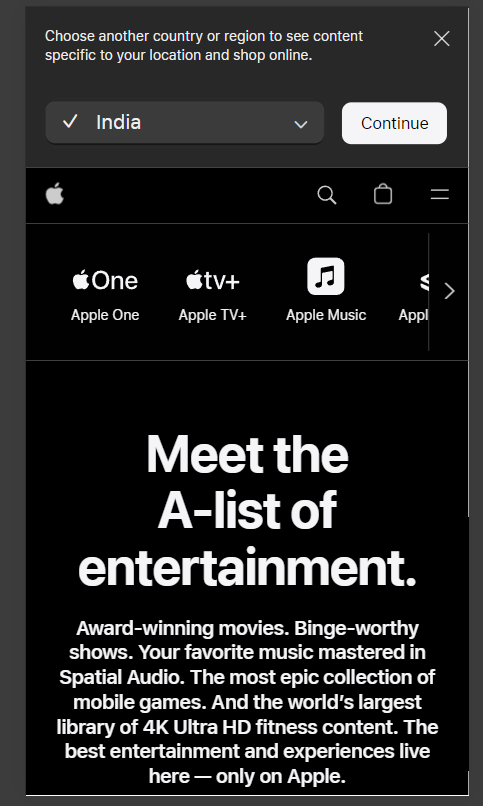 Choose another country or region to see content
specific to your location and shop online.
India
Continue
One
tv+
Apple One
Apple TV+
Apple Music
Appl
Meet the
A-list of
entertainment.
Award-winning movies. Binge-worthy
shows. Your favorite music mastered in
Spatial Audio. The most epic collection of
mobile games. And the world’s largest
library of 4K Ultra HD fitness content. The
best entertainment and experiences live
here — only on Apple.